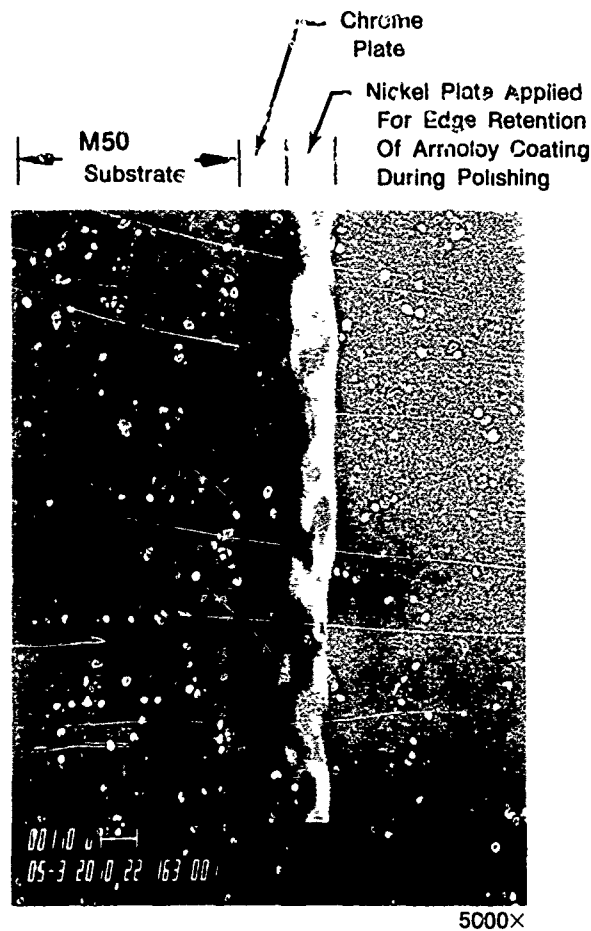 Chrome
Plate
Nickel Plate Applied
For Edge Retention
Of Armoloy Coating
During Polishing
M50
Substrate
5000×